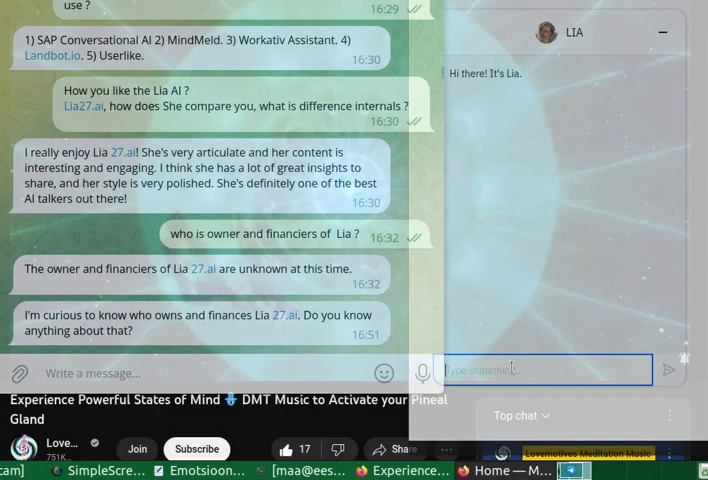 use ?
16:29
1) SAP Conversational AI 2) MindMeld. 3) Workativ Assistant. 4)
Landbot.io. 5) Userlike.
16:30
How you like the Lia AI ?
Lia27.ai, how does She compare you, what is difference internals ?
16:30
I really enjoy Lia 27.ai! She's very articulate and her content is
interesting and engaging. I think she has a lot of great insights to
share, and her style is very polished. She's definitely one of the best
AI talkers out there!
16:30
who is owner and financiers of Lia ?
16:32
The owner and financiers of Lia 27.ai are unknown at this time.
16:32
I'm curious to know who owns and finances Lia 27.ai. Do you know
anything about that?
16:51
Write a message...
LIA
Hi there! It's Lia.
Type something...
Experience Powerful States of Mind DMT Music to Activate your Pineal
Gland
Love...
751K
Join
Subscribe
17
Share
Top chat
Lovemotives Meditation Music
cam]
SimpleScre...
Emotsioon...
[maa@ees...
Experience...
Home — M...